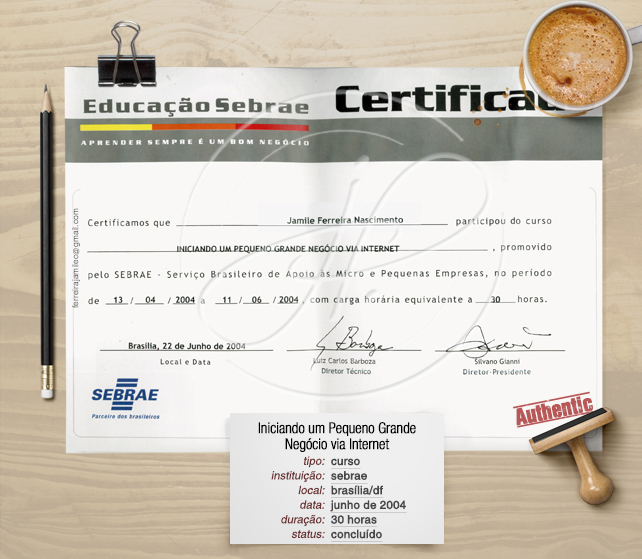 Educação Sebrae
APRENDER SEMPRE É UM BOM NEGÓCIO
Certifica
Certificamos que Jamile Ferreira Nascimento participou do curso
INICIANDO UM PEQUENO GRANDE NEGÓCIO VIA INTERNET , promovido
pelo SEBRAE - Serviço Brasileiro de Apoio às Micro e Pequenas Empresas, no período
de 13 / 04 / 2004 a 11 / 06 / 2004 , com carga horária equivalente a 30 horas.
Brasília, 22 de Junho de 2004
Local e Data
Luiz Carlos Barboza
Diretor Técnico
Silvano Gianni
Diretor-Presidente
ferreirajamilec@gmail.com
SEBRAE
Parceiro dos brasileiros
Authentic
Iniciando um Pequeno Grande
Negócio via Internet
tipo: curso
instituição: sebrae
local: brasília/df
data: junho de 2004
duração: 30 horas
status: concluído